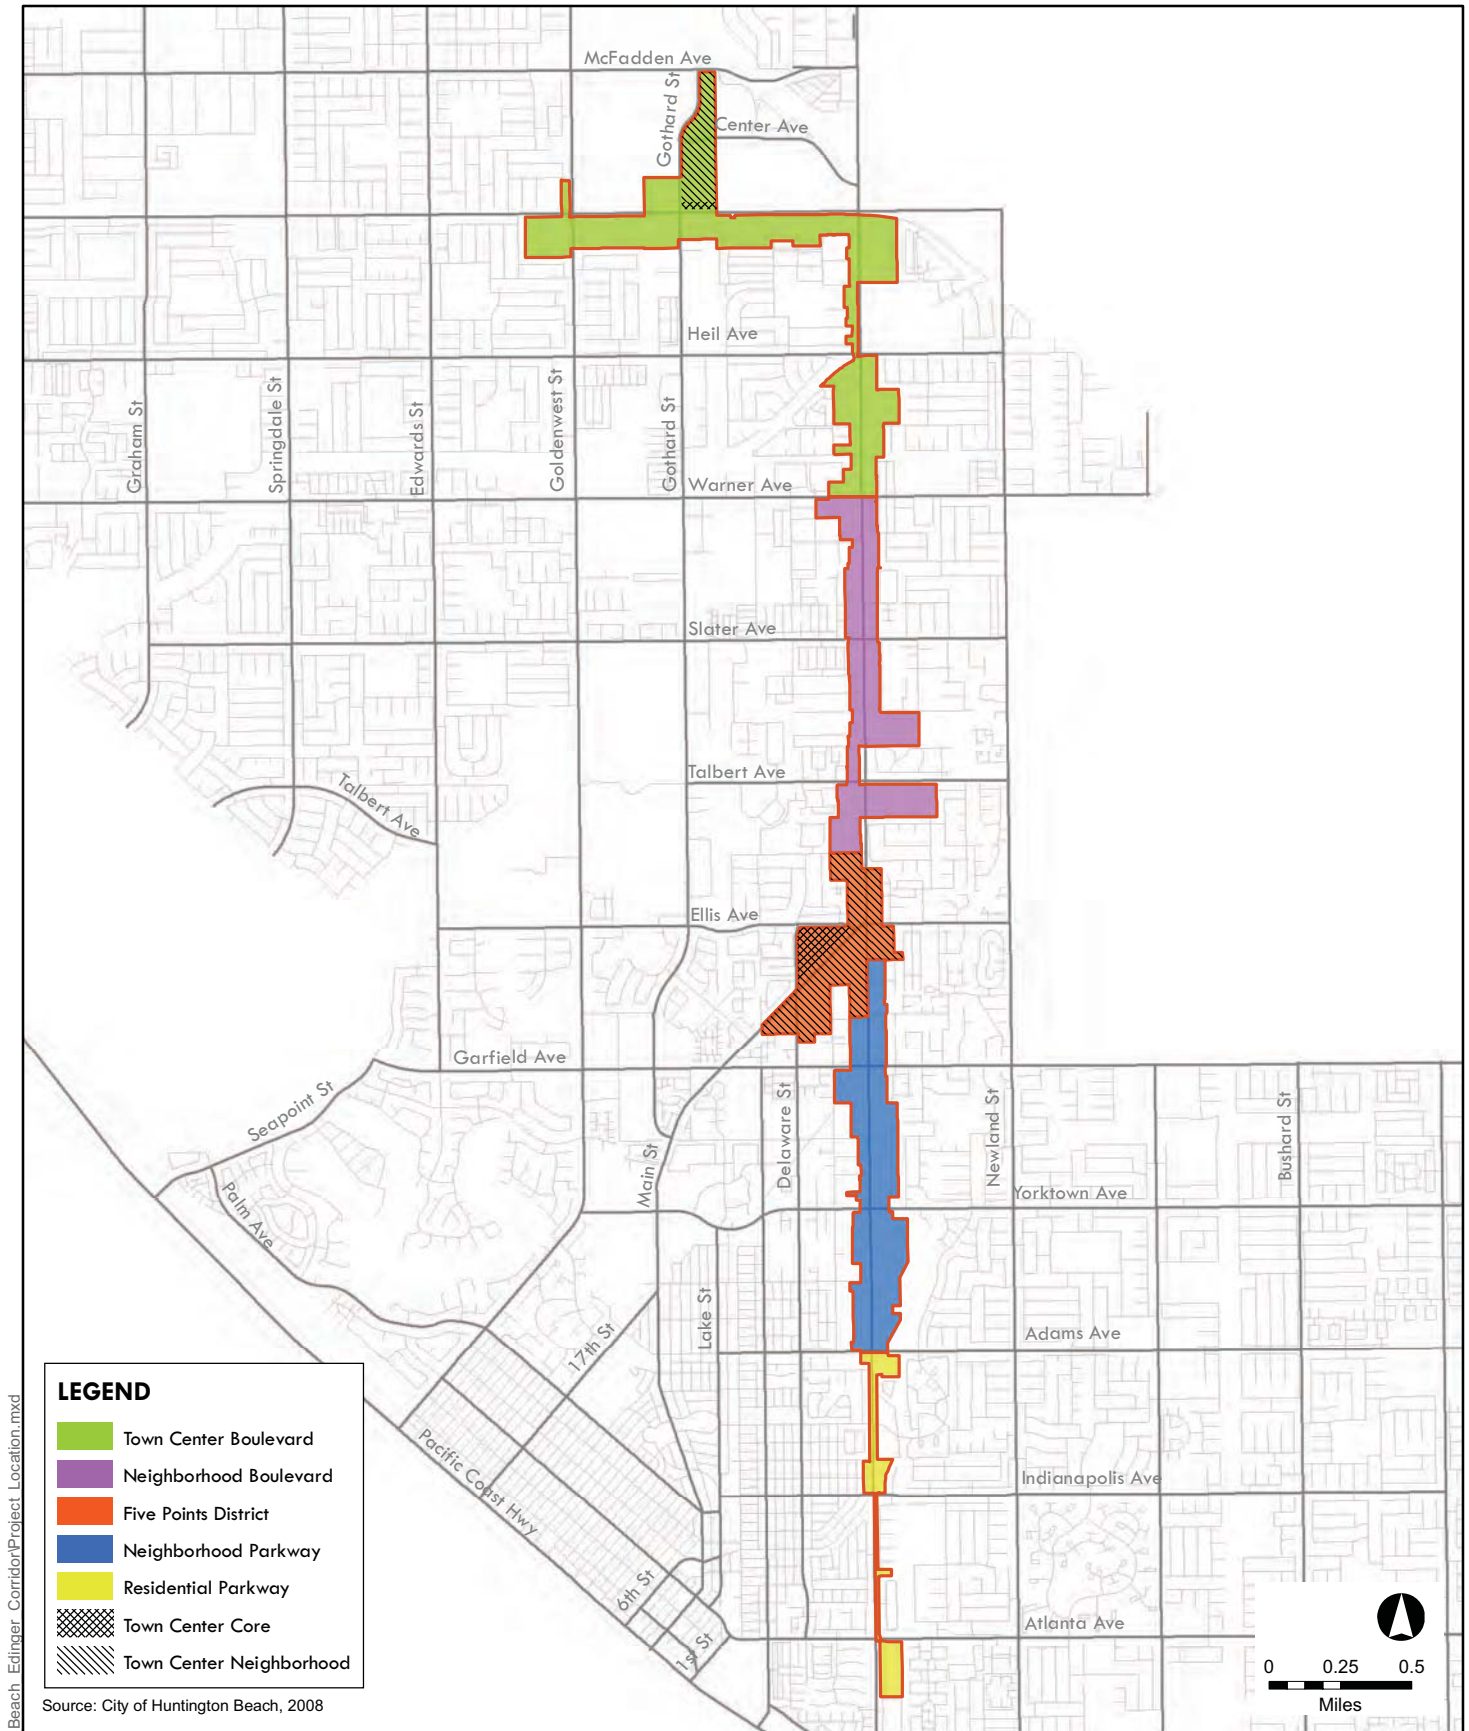 McFadden Ave
Gothard St
Center Ave
Heil Ave
Graham St
Springdale St
Edwards St
Goldenwest St
Gothard St
Warner Ave
Slater Ave
Talbert Ave
Talbert Ave
Ellis Ave
Garfield Ave
Seapoint St
Delaware St
Newland St
Bushard St
Main St
Yorktown Ave
Palm Ave
Lake St
17th St
Adams Ave
Pacific Coast Hwy
Indianapolis Ave
6th St
Atlanta Ave
1st St
LEGEND
Town Center Boulevard
Neighborhood Boulevard
Five Points District
Neighborhood Parkway
Residential Parkway
Town Center Core
Town Center Neighborhood
Source: City of Huntington Beach, 2008
0 0.25 0.5
Miles
Beach Edinger Corridor\Project Location.mxd